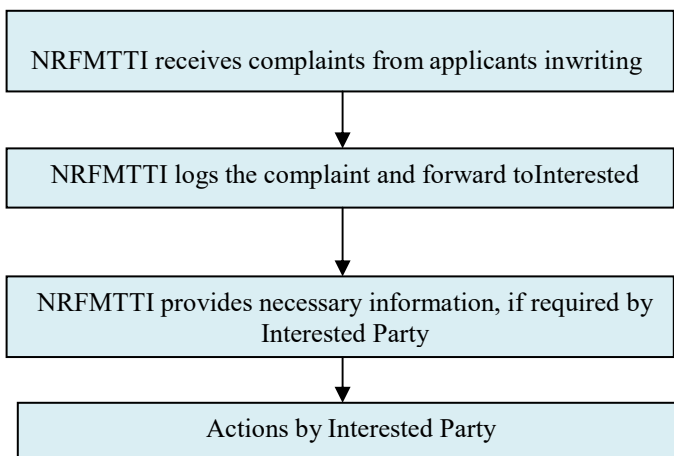 NRFMTTI receives complaints from applicants inwriting
NRFMTTI logs the complaint and forward toInterested
NRFMTTI provides necessary information, if required by
Interested Party
Actions by Interested Party